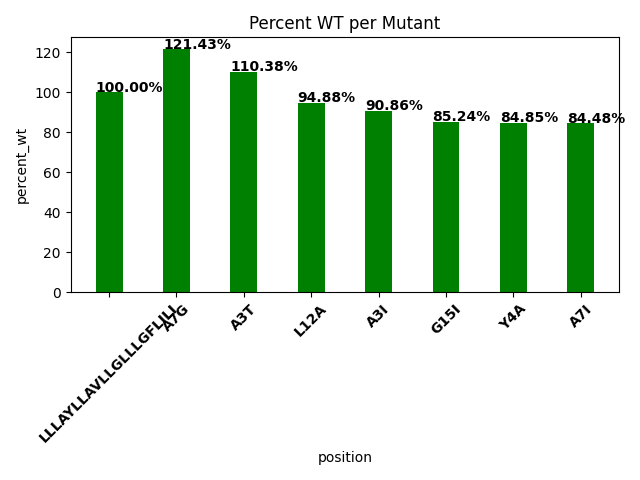 Percent WT per Mutant
percent_wt
120
100
80
60
40
20
0
100.00%
121.43%
110.38%
94.88%
90.86%
85.24%
84.85%
84.48%
LLLAYLLAVLLGLLLGFLILI
A7G
A3T
L12A
A3I
G15I
Y4A
A7I
position